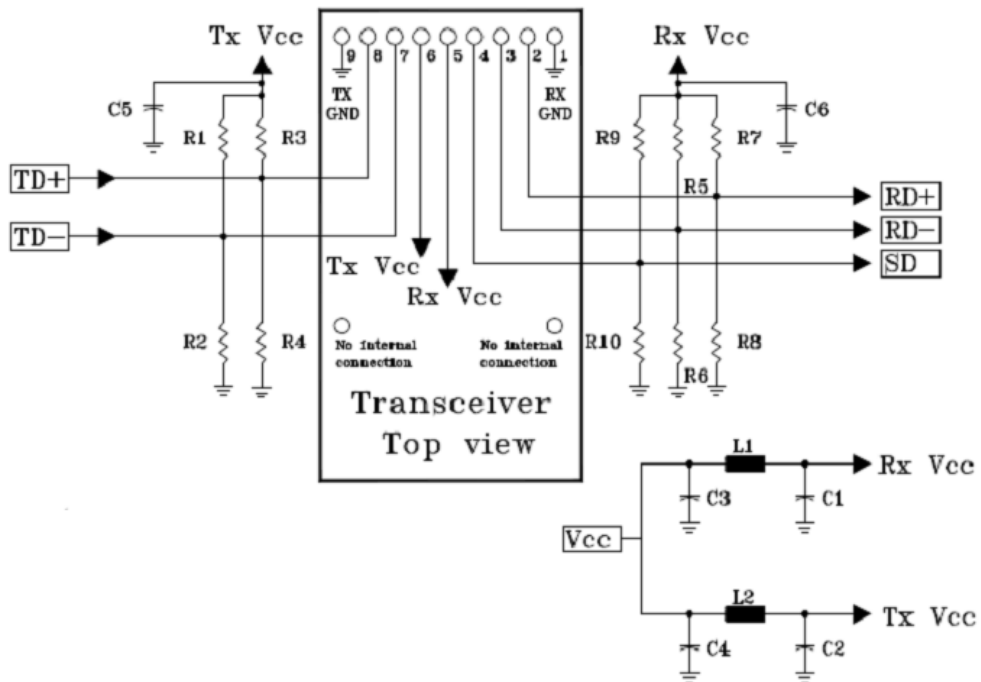 Tx Vcc
Rx Vcc
9 8 7 6 5 4 3 2 1
TX
GND
RX
GND
C5
C6
R1
R3
R9
R7
TD+
R5
RD+
TD-
RD-
SD
Tx Vcc
Rx Vcc
R2
R4
R10
R8
R6
No internal
connection
No internal
connection
Transceiver
Top view
L1
Rx Vcc
C3
C1
Vcc
L2
Tx Vcc
C4
C2